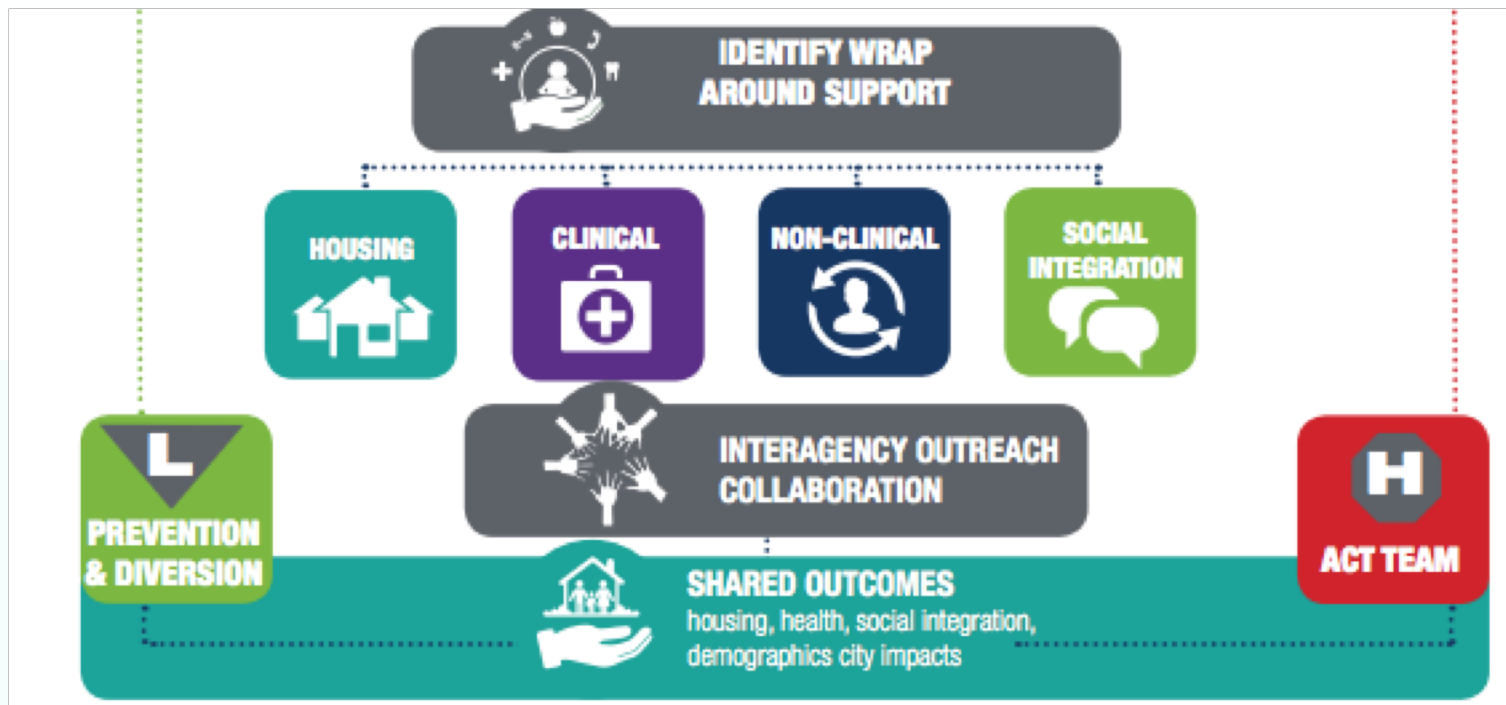 IDENTIFY WRAP
AROUND SUPPORT
HOUSING
CLINICAL
NON-CLINICAL
SOCIAL
INTEGRATION
INTERAGENCY OUTREACH
COLLABORATION
L
PREVENTION
& DIVERSION
H
ACT TEAM
SHARED OUTCOMES
housing, health, social integration,
demographics city impacts